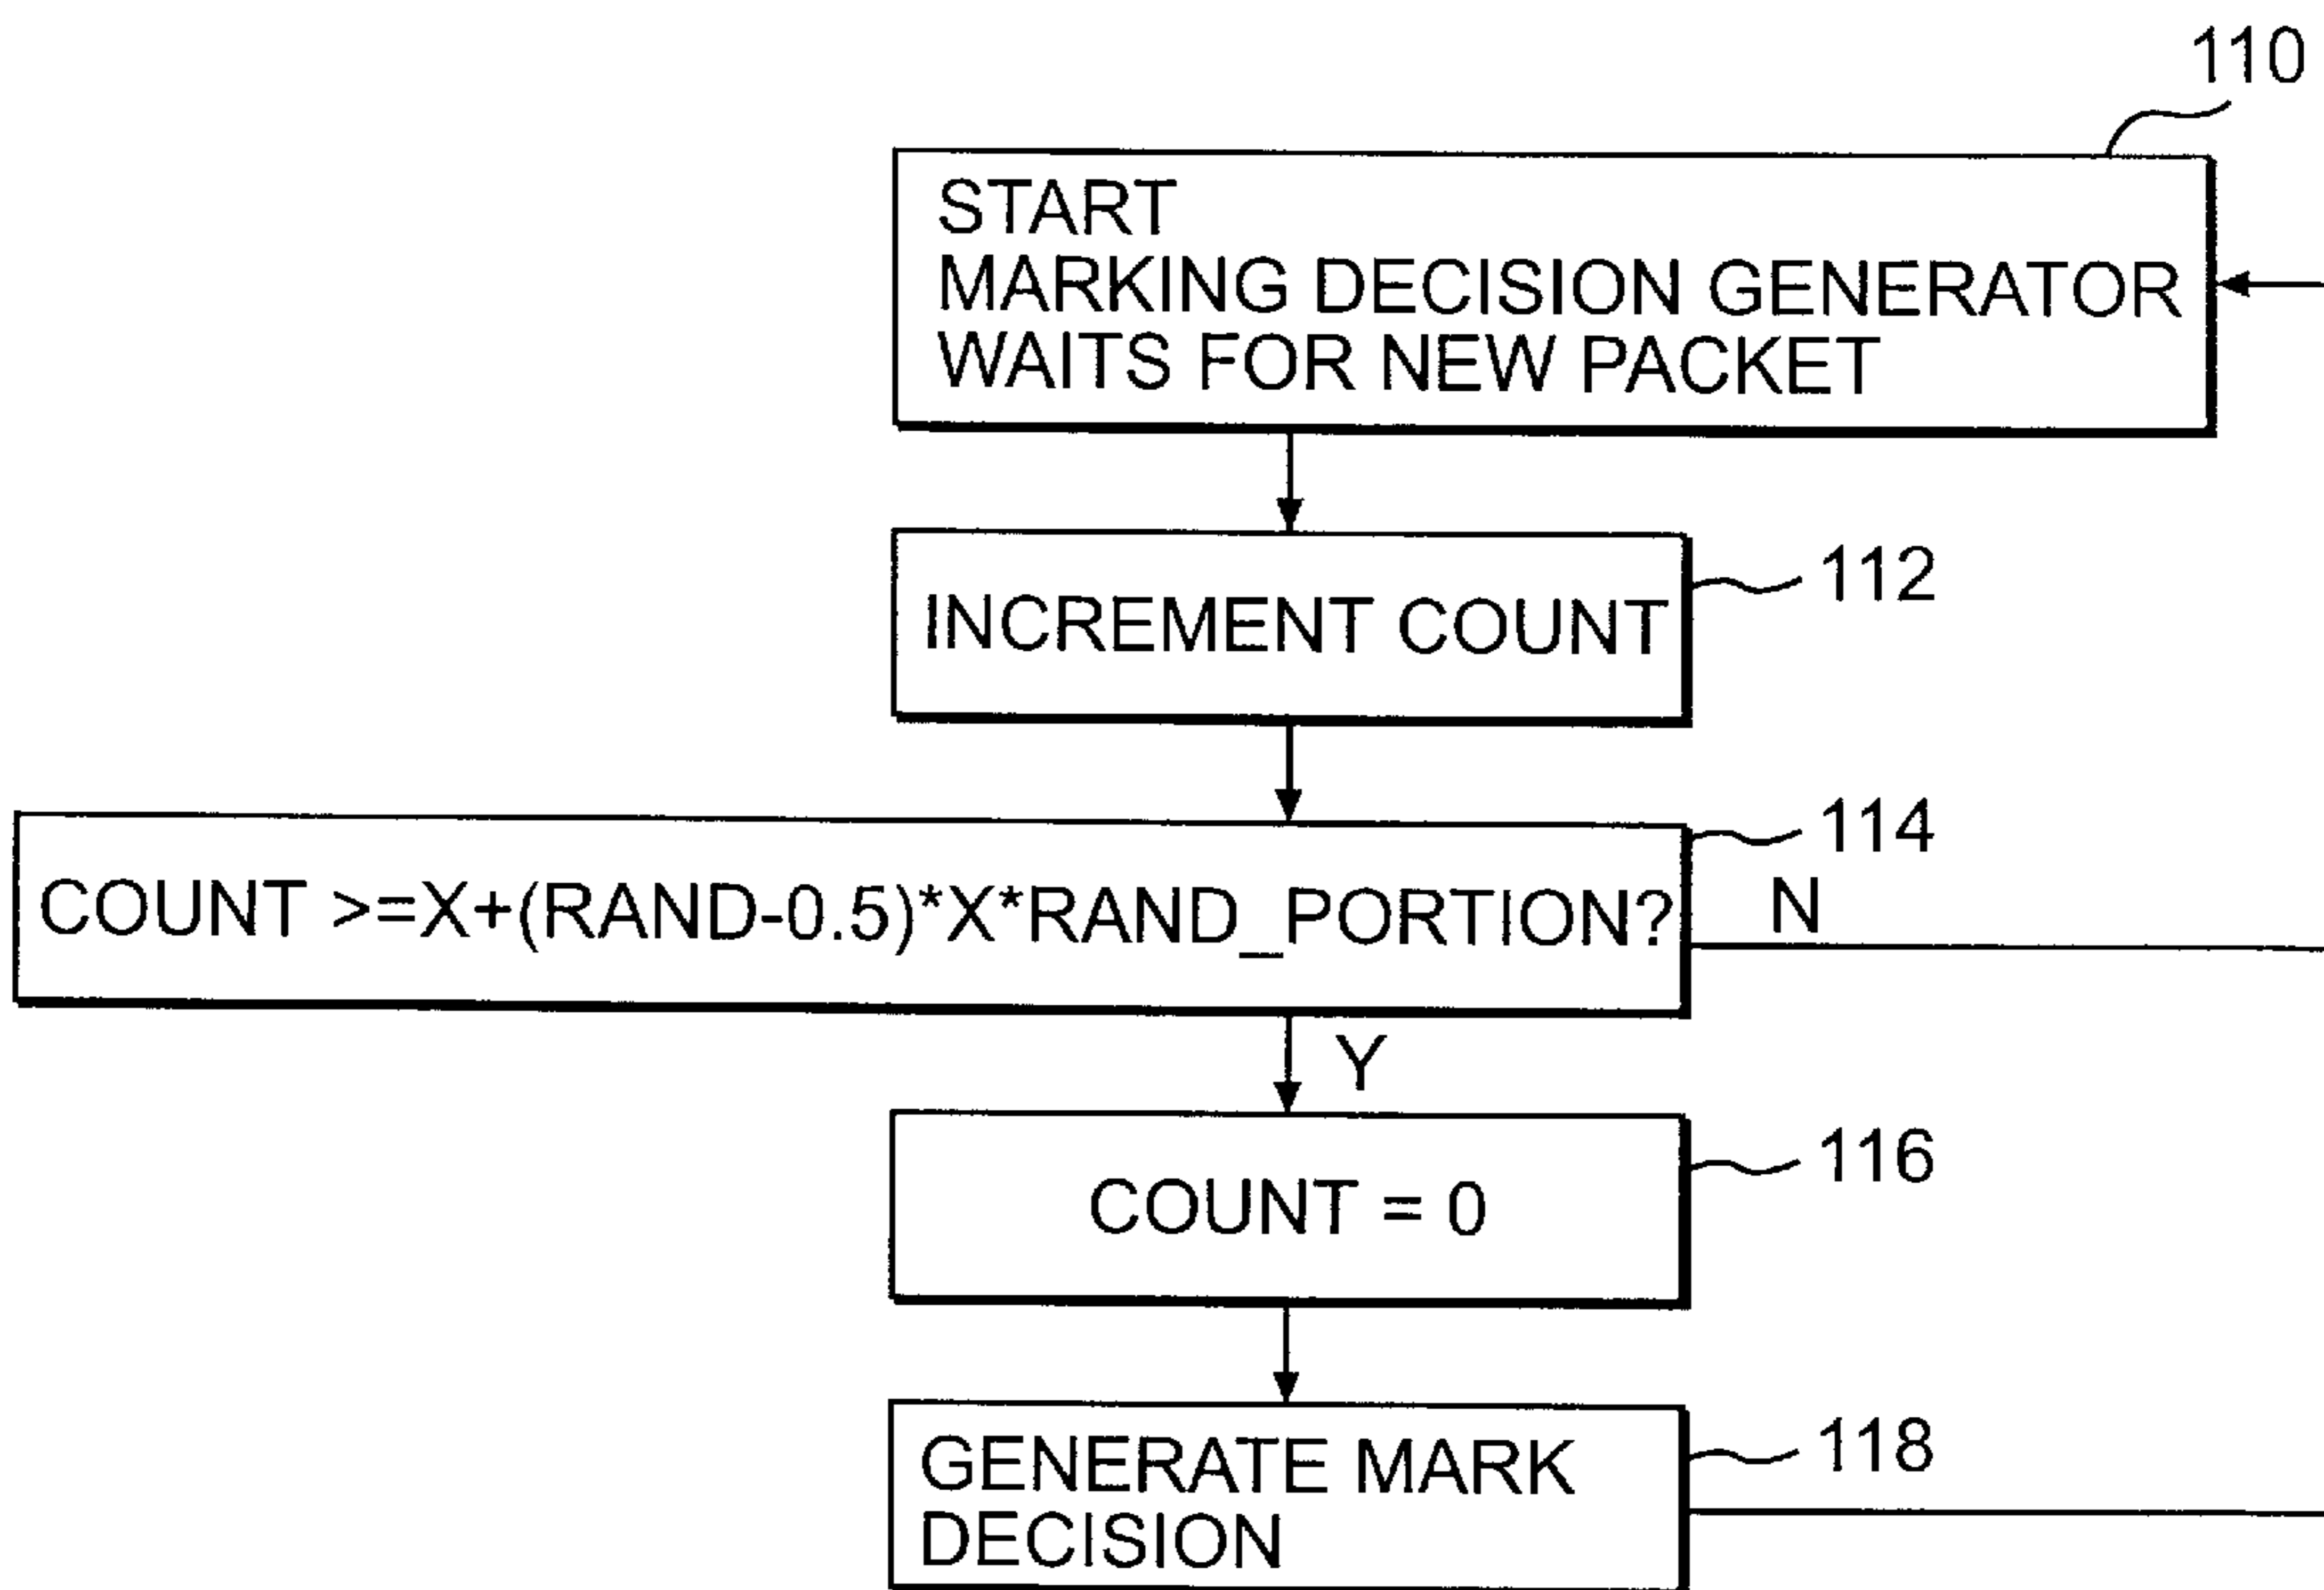 110
START
MARKING DECISION GENERATOR
WAITS FOR NEW PACKET
INCREMENT COUNT
112
114
COUNT >=X+(RAND-0.5)*X*RAND_PORTION?
N
Y
116
COUNT = 0
118
GENERATE MARK
DECISION